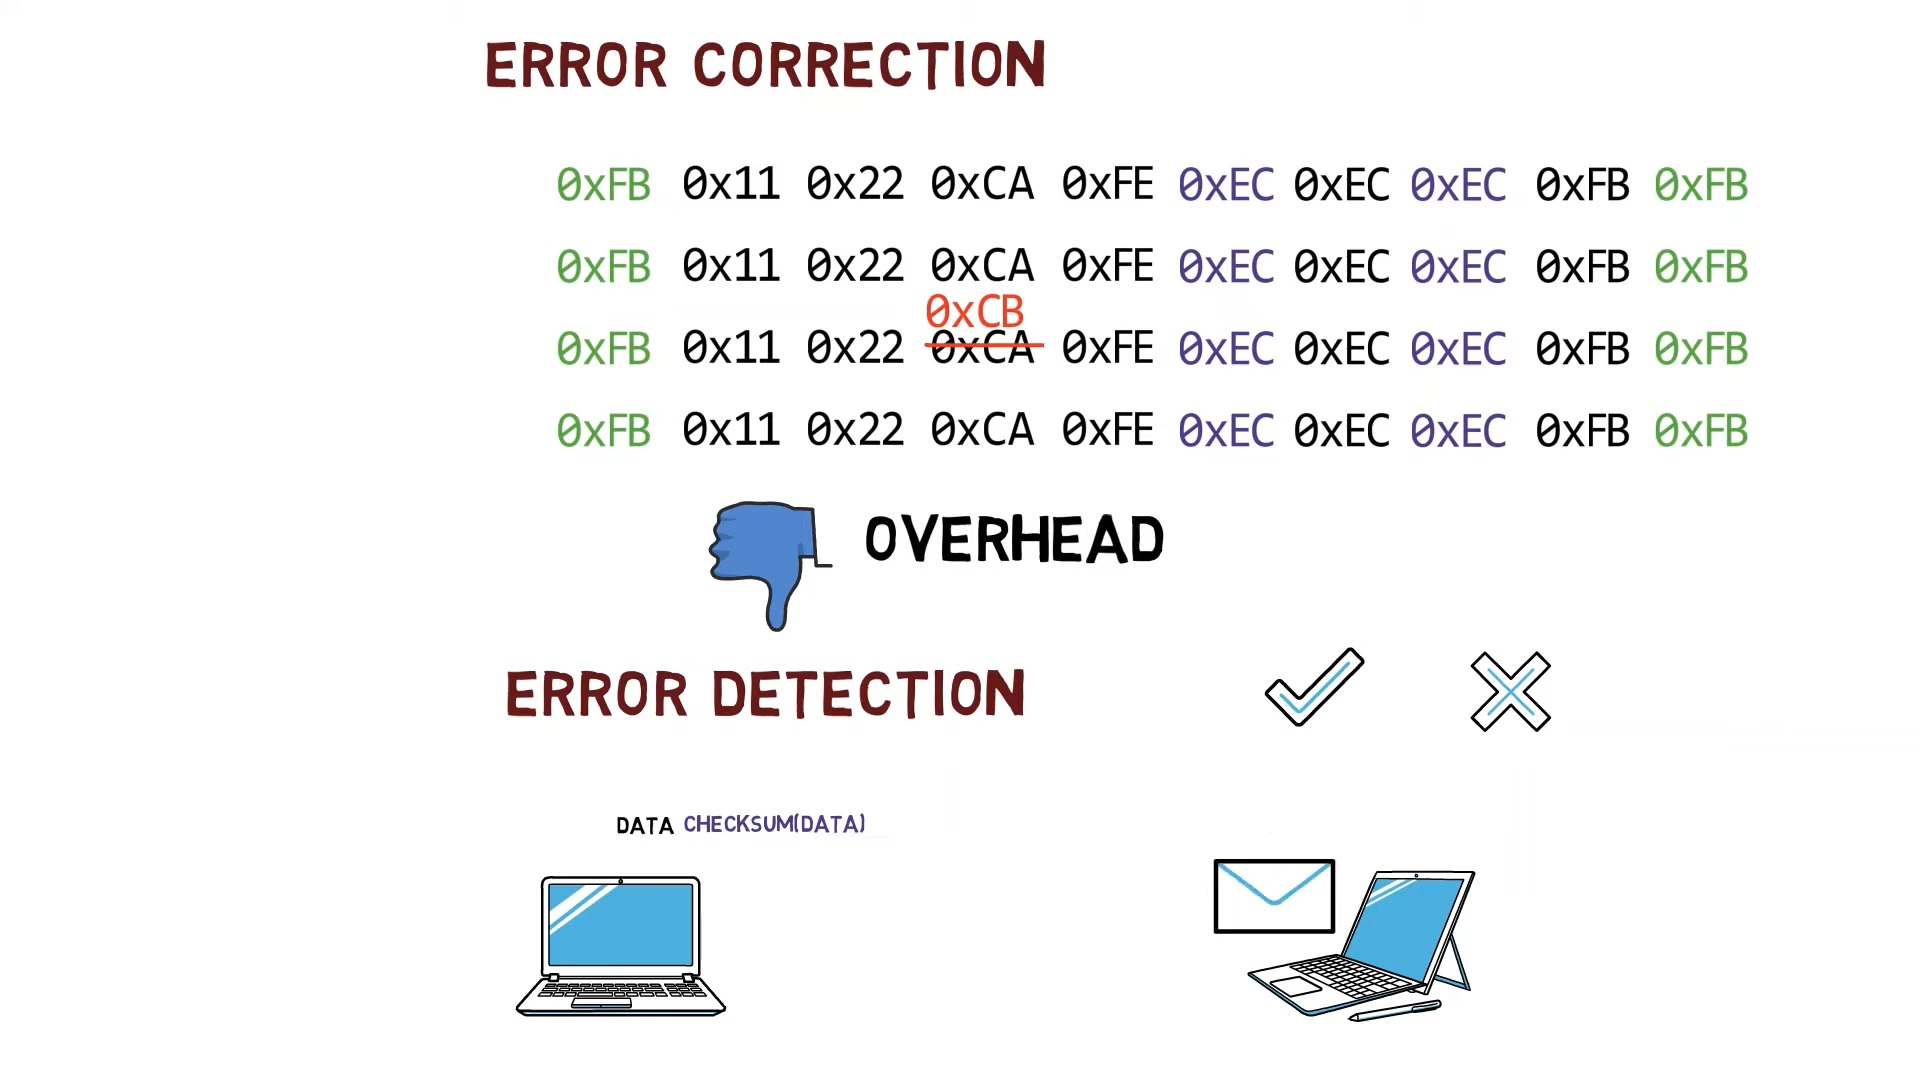 ERROR CORRECTION
0xFB 0x11 0x22 0xCA 0xFE 0xEC 0xEC 0xEC 0xFB 0xFB
0xFB 0x11 0x22 0xCA 0xFE 0xEC 0xEC 0xEC 0xFB 0xFB
0xCB
0xFB 0x11 0x22 0xCA 0xFE 0xEC 0xEC 0xEC 0xFB 0xFB
0xFB 0x11 0x22 0xCA 0xFE 0xEC 0xEC 0xEC 0xFB 0xFB
OVERHEAD
ERROR DETECTION
DATA CHECKSUM(DATA)